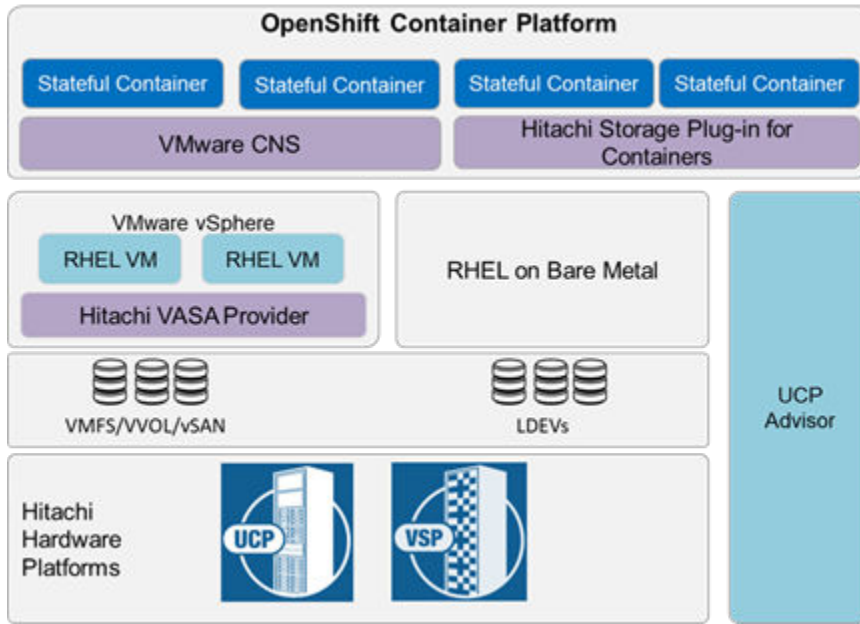 OpenShift Container Platform
Stateful Container
Stateful Container
Stateful Container
Stateful Container
VMware CNS
Hitachi Storage Plug-in for
Containers
VMware vSphere
RHEL VM
RHEL VM
Hitachi VASA Provider
RHEL on Bare Metal
VMFS/VVOL/vSAN
LDEVs
UCP
Advisor
Hitachi
Hardware
Platforms
UCP
VSP